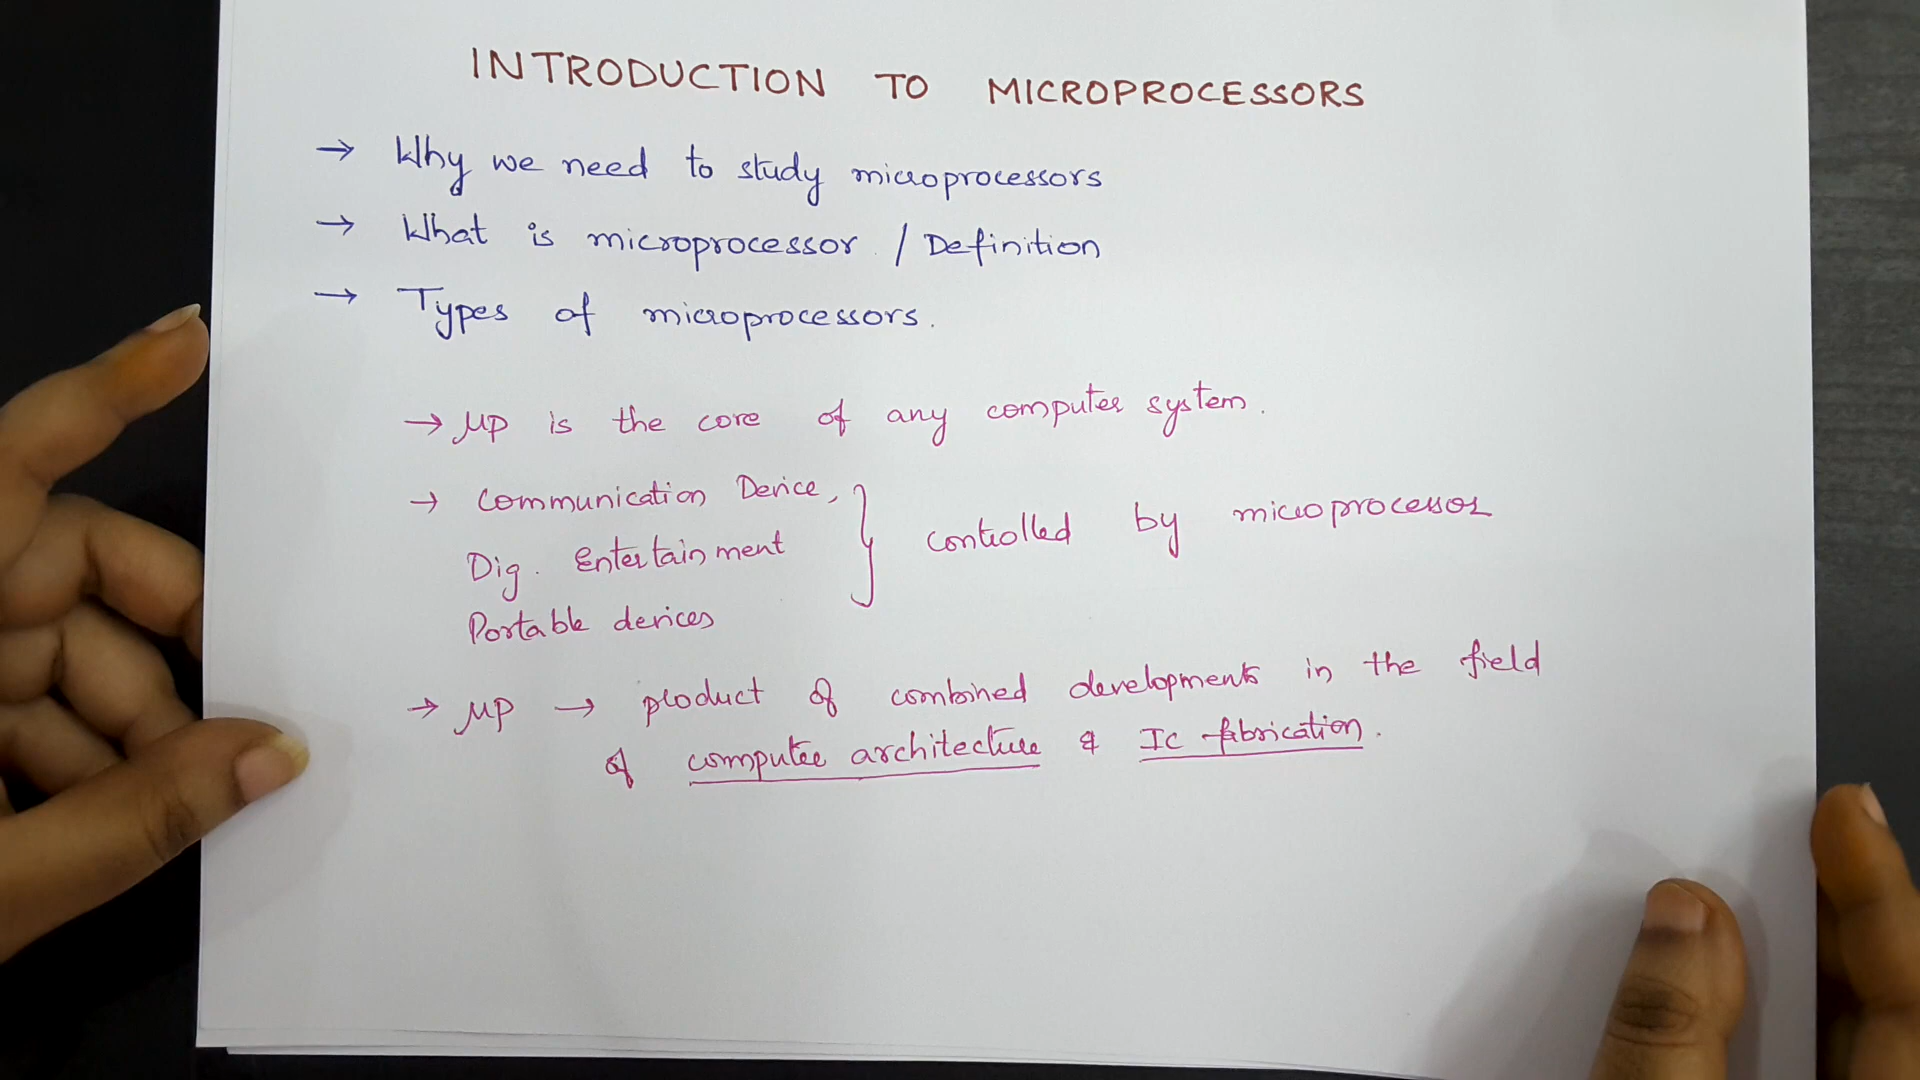 INTRODUCTION TO MICROPROCESSORS
→ Why we need to study microprocessors
→ What is microprocessor / Definition
→ Types of microprocessors.
→ μp is the core of any computer system.
→ Communication Device, } controlled by microprocessor
Dig. Entertainment
Portable devices
→ μp → product of combined developments in the field
of computer architecture & IC fabrication.